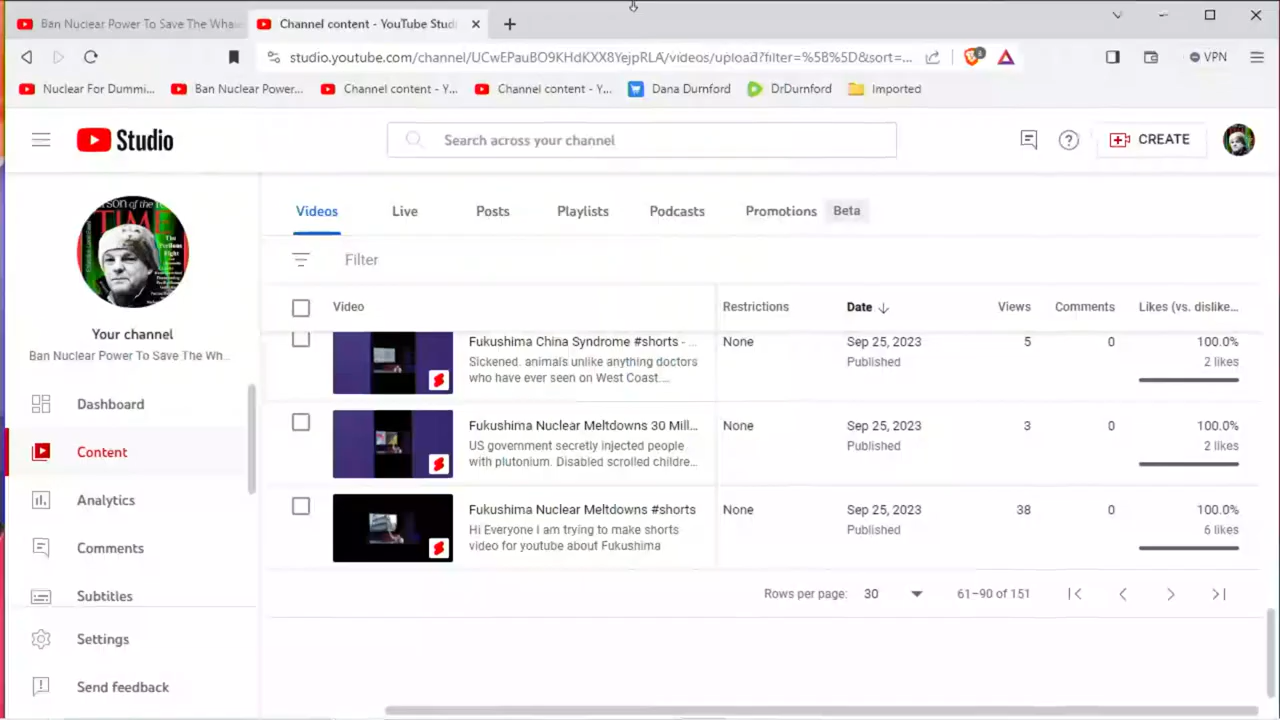 Ban Nuclear Power To Save The Wha
Channel content - YouTube Stud
studio.youtube.com/channel/UCwEPauBO9KHdKXX8YejpRLA/videos/upload?filter=%5B%5D&sort=...
VPN
Nuclear For Dummi...
Ban Nuclear Power...
Channel content - Y...
Channel content - Y...
Dana Durnford
DrDurnford
Imported
Studio
Search across your channel
CREATE
TIME
Your channel
Ban Nuclear Power To Save The Wh...
Dashboard
Content
Analytics
Comments
Subtitles
Settings
Send feedback
Videos
Live
Posts
Playlists
Podcasts
Promotions
Beta
Filter
Video
Restrictions
Date
Views
Comments
Likes (vs. dislike...
Fukushima China Syndrome #shorts - ...
Sickened. animals unlike anything doctors
who have ever seen on West Coast....
None
Sep 25, 2023
Published
5
0
100.0%
2 likes
Fukushima Nuclear Meltdowns 30 Mill...
US government secretly injected people
with plutonium. Disabled scrolled childre...
None
Sep 25, 2023
Published
3
0
100.0%
2 likes
Fukushima Nuclear Meltdowns #shorts
Hi Everyone I am trying to make shorts
video for youtube about Fukushima
None
Sep 25, 2023
Published
38
0
100.0%
6 likes
Rows per page: 30
61–90 of 151